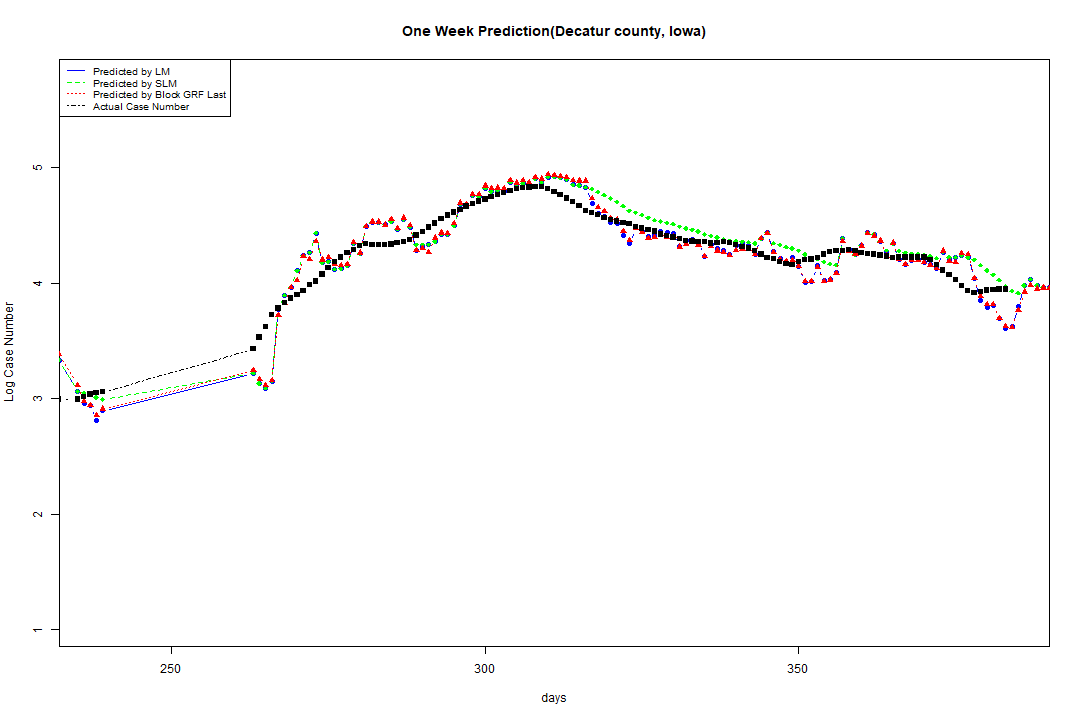 One Week Prediction(Decatur county, Iowa)
Predicted by LM
Predicted by SLM
Predicted by Block GRF Last
Actual Case Number
5
4
3
2
1
Log Case Number
250 300 350
days